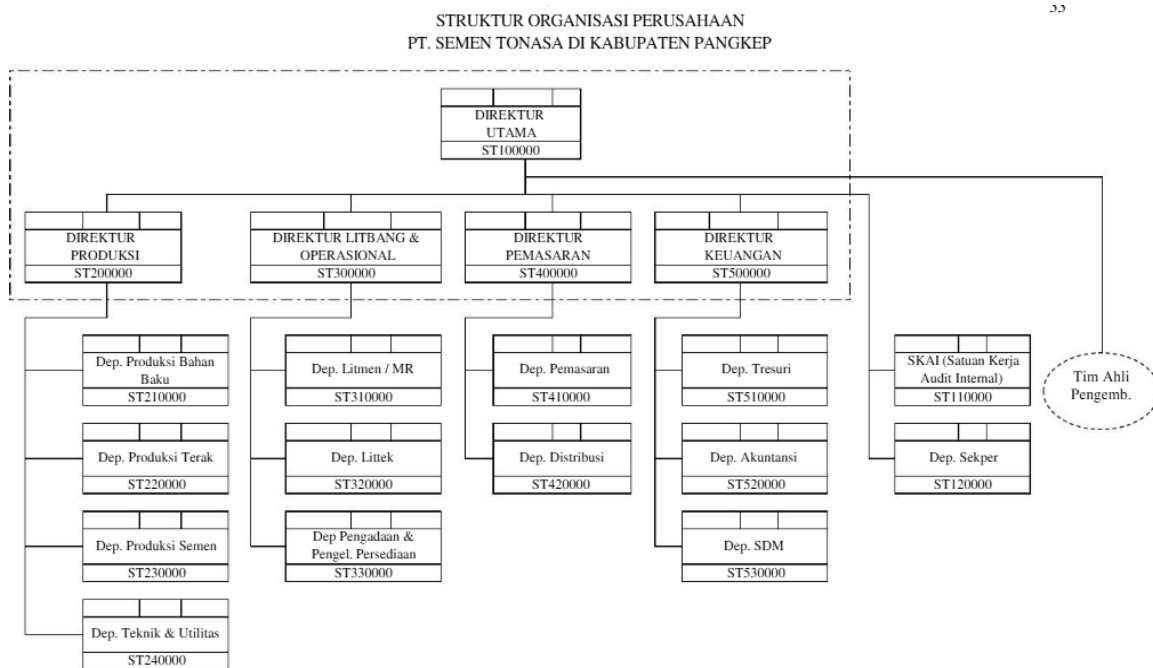 STRUKTUR ORGANISASI PERUSAHAAN
PT. SEMEN TONASA DI KABUPATEN PANGKEP
DIREKTUR
UTAMA
ST100000
DIREKTUR
PRODUKSI
ST200000
DIREKTUR LITBANG &
OPERASIONAL
ST300000
DIREKTUR
PEMASARAN
ST400000
DIREKTUR
KEUANGAN
ST500000
Dep. Produksi Bahan
Baku
ST210000
Dep. Litmen / MR
ST310000
Dep. Pemasaran
ST410000
Dep. Tresuri
ST510000
SKAI (Satuan Kerja
Audit Internal)
ST110000
Tim Ahli
Pengemb.
Dep. Produksi Terak
ST220000
Dep. Littek
ST320000
Dep. Distribusi
ST420000
Dep. Akuntansi
ST520000
Dep. Sekper
ST120000
Dep. Produksi Semen
ST230000
Dep Pengadaan &
Pengel. Persediaan
ST330000
Dep. SDM
ST530000
Dep. Teknik & Utilitas
ST240000